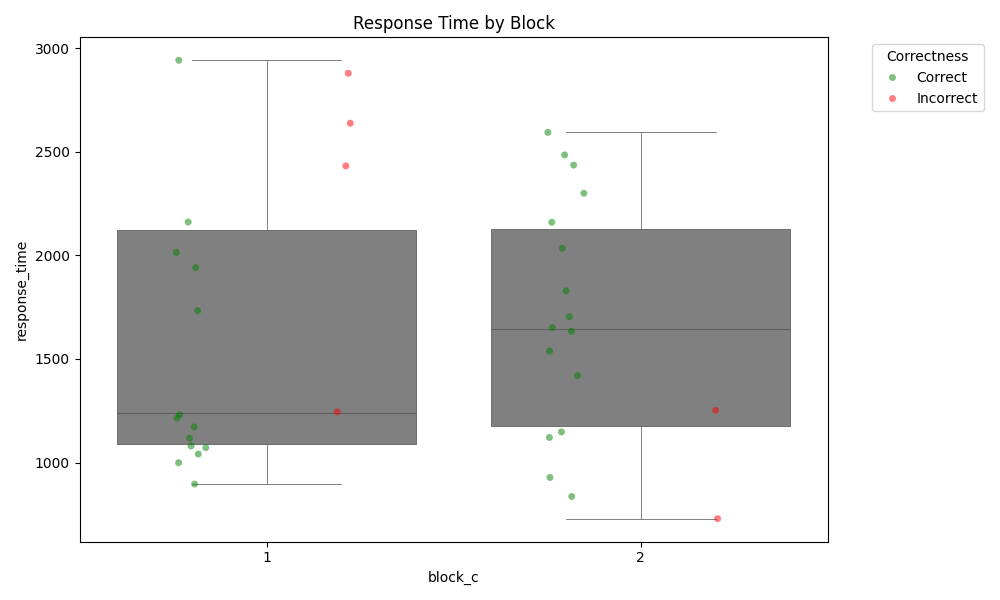 Response Time by Block
3000
2500
2000
1500
1000
response_time
1
2
block_c
Correctness
Correct
Incorrect